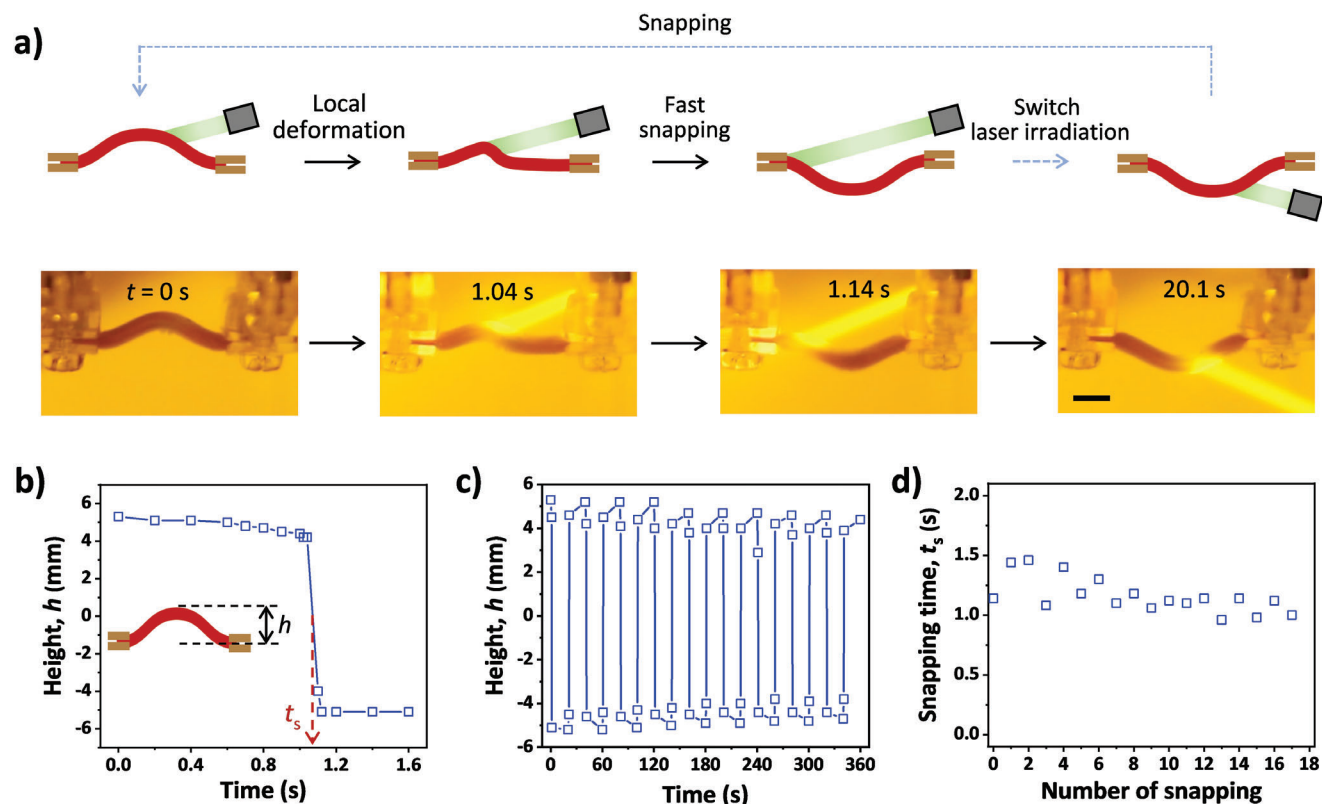 a)
Snapping
Local
deformation
Fast
snapping
Switch
laser irradiation
t = 0 s
1.04 s
1.14 s
20.1 s
b)
Height, h (mm)
6
4
2
0
-2
-4
-6
h
ts
0.0 0.4 0.8 1.2 1.6
Time (s)
c)
Height, h (mm)
6
4
2
0
-2
-4
-6
0 60 120 180 240 300 360
Time (s)
d)
Snapping time, ts (s)
2.0
1.5
1.0
0.5
0.0
0 2 4 6 8 10 12 14 16 18
Number of snapping